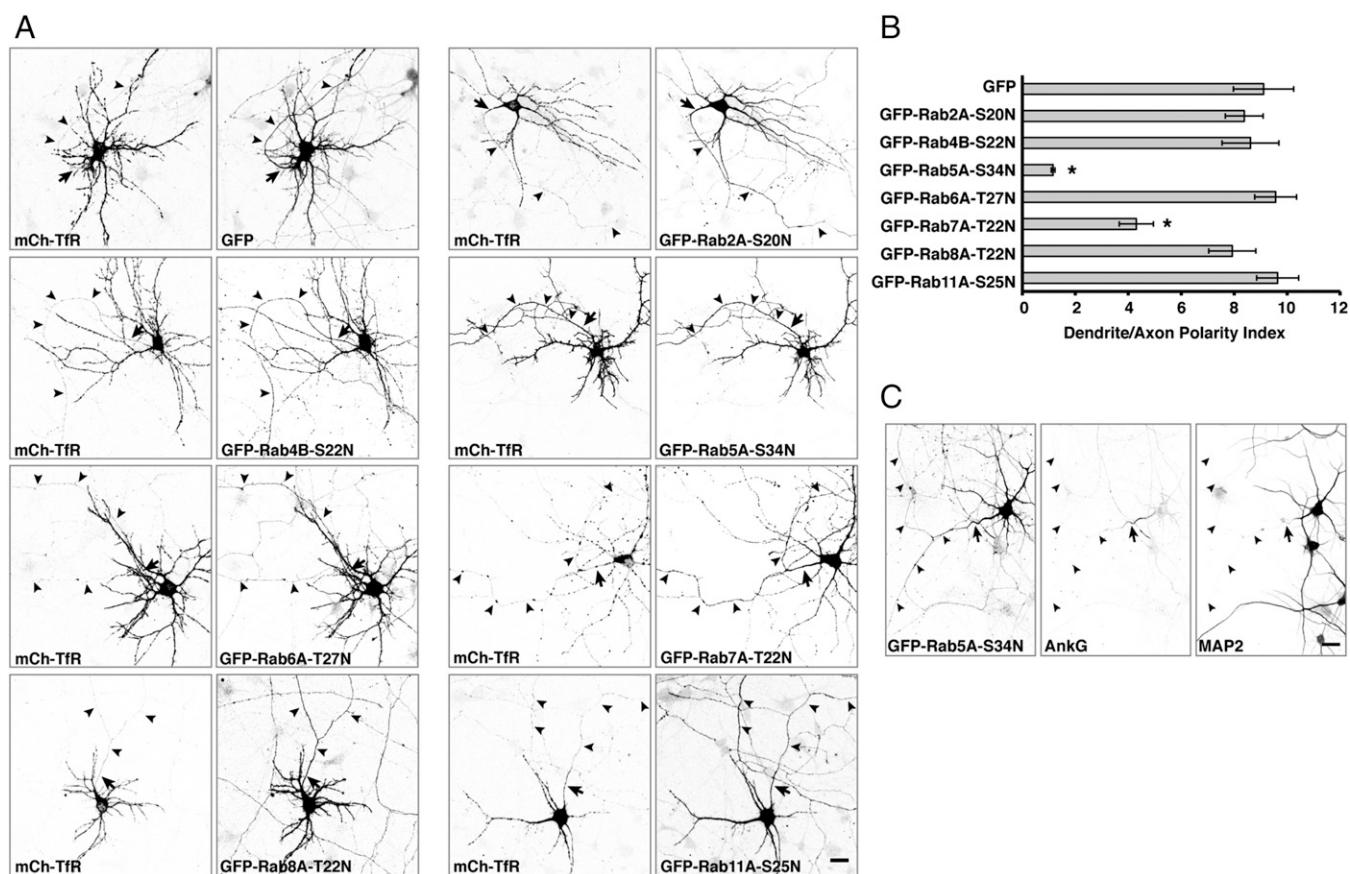 A
mCh-TfR
GFP
mCh-TfR
GFP-Rab2A-S20N
mCh-TfR
GFP-Rab4B-S22N
mCh-TfR
GFP-Rab5A-S34N
mCh-TfR
GFP-Rab6A-T27N
mCh-TfR
GFP-Rab7A-T22N
mCh-TfR
GFP-Rab8A-T22N
mCh-TfR
GFP-Rab11A-S25N
B
GFP
GFP-Rab2A-S20N
GFP-Rab4B-S22N
GFP-Rab5A-S34N *
GFP-Rab6A-T27N
GFP-Rab7A-T22N *
GFP-Rab8A-T22N
GFP-Rab11A-S25N
0 2 4 6 8 10 12
Dendrite/Axon Polarity Index
C
GFP-Rab5A-S34N
AnkG
MAP2